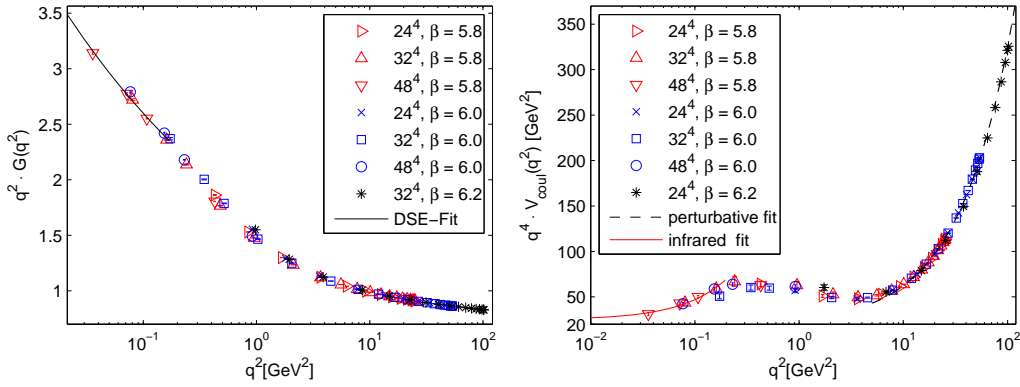 3.5
3
2.5
2
1.5
1
q² · G(q²)
10⁻¹
10⁰
10¹
10²
q²[GeV²]
24⁴, β = 5.8
32⁴, β = 5.8
48⁴, β = 5.8
24⁴, β = 6.0
32⁴, β = 6.0
48⁴, β = 6.0
32⁴, β = 6.2
DSE−Fit
350
300
250
200
150
100
50
20
q⁴ · V_coul(q²) [GeV²]
10⁻²
10⁻¹
10⁰
10¹
10²
q²[GeV²]
24⁴, β = 5.8
32⁴, β = 5.8
48⁴, β = 5.8
24⁴, β = 6.0
32⁴, β = 6.0
48⁴, β = 6.0
24⁴, β = 6.2
perturbative fit
infrared fit